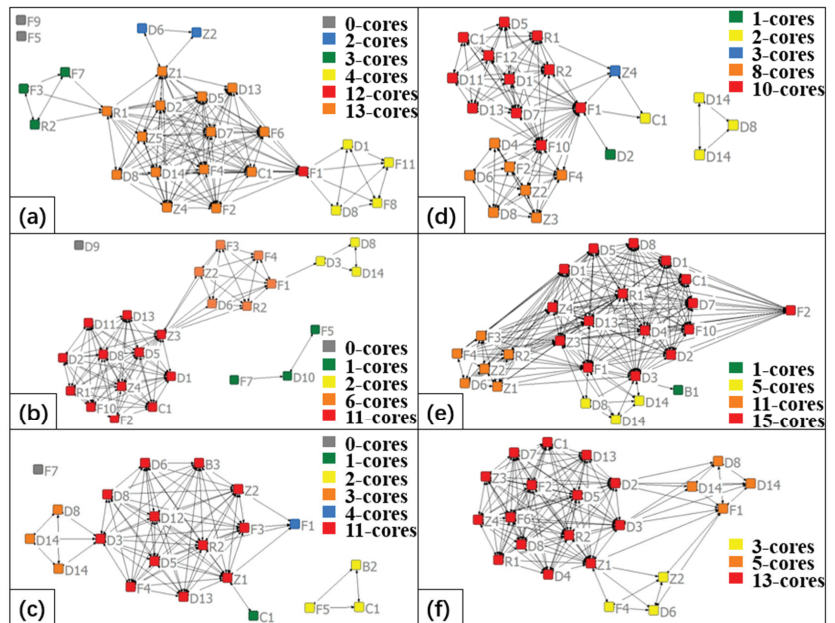 F9
F5
D6
Z2
0-cores
2-cores
3-cores
4-cores
12-cores
13-cores
F3
F7
R2
R1
Z1
D2
D5
D13
Z5
D7
F6
D8
D14
F4
C1
F1
Z4
F2
D1
F11
D8
F8
(a)
D5
C1
F12
R1
D11
D1
R2
D13
D7
F1
Z4
C1
D2
F10
D4
F2
F4
D6
Z2
D8
Z3
D14
D8
D14
1-cores
2-cores
3-cores
8-cores
10-cores
(d)
D9
F3
F4
Z2
F1
D6
R2
D3
D8
D14
D13
D11
Z3
D2
D8
D5
R1
Z4
D1
F10
F2
C1
F5
F7
D10
0-cores
1-cores
2-cores
6-cores
11-cores
(b)
D5
D8
D1
D1
C1
R1
D7
Z4
D13
D4
F10
F2
Z3
D2
F3
F4
R2
Z2
D6
Z1
F1
D3
D8
D14
D14
B1
1-cores
5-cores
11-cores
15-cores
(e)
F7
D6
B3
D8
Z2
D12
F3
F1
D8
D14
D3
D14
R2
D5
Z1
F4
D13
C1
B2
F5
C1
0-cores
1-cores
2-cores
3-cores
4-cores
11-cores
(c)
C1
D7
D13
Z3
F2
D5
D2
Z4
F6
D3
D8
R2
R1
D4
Z1
D8
D14
D14
F1
Z2
F4
D6
3-cores
5-cores
13-cores
(f)